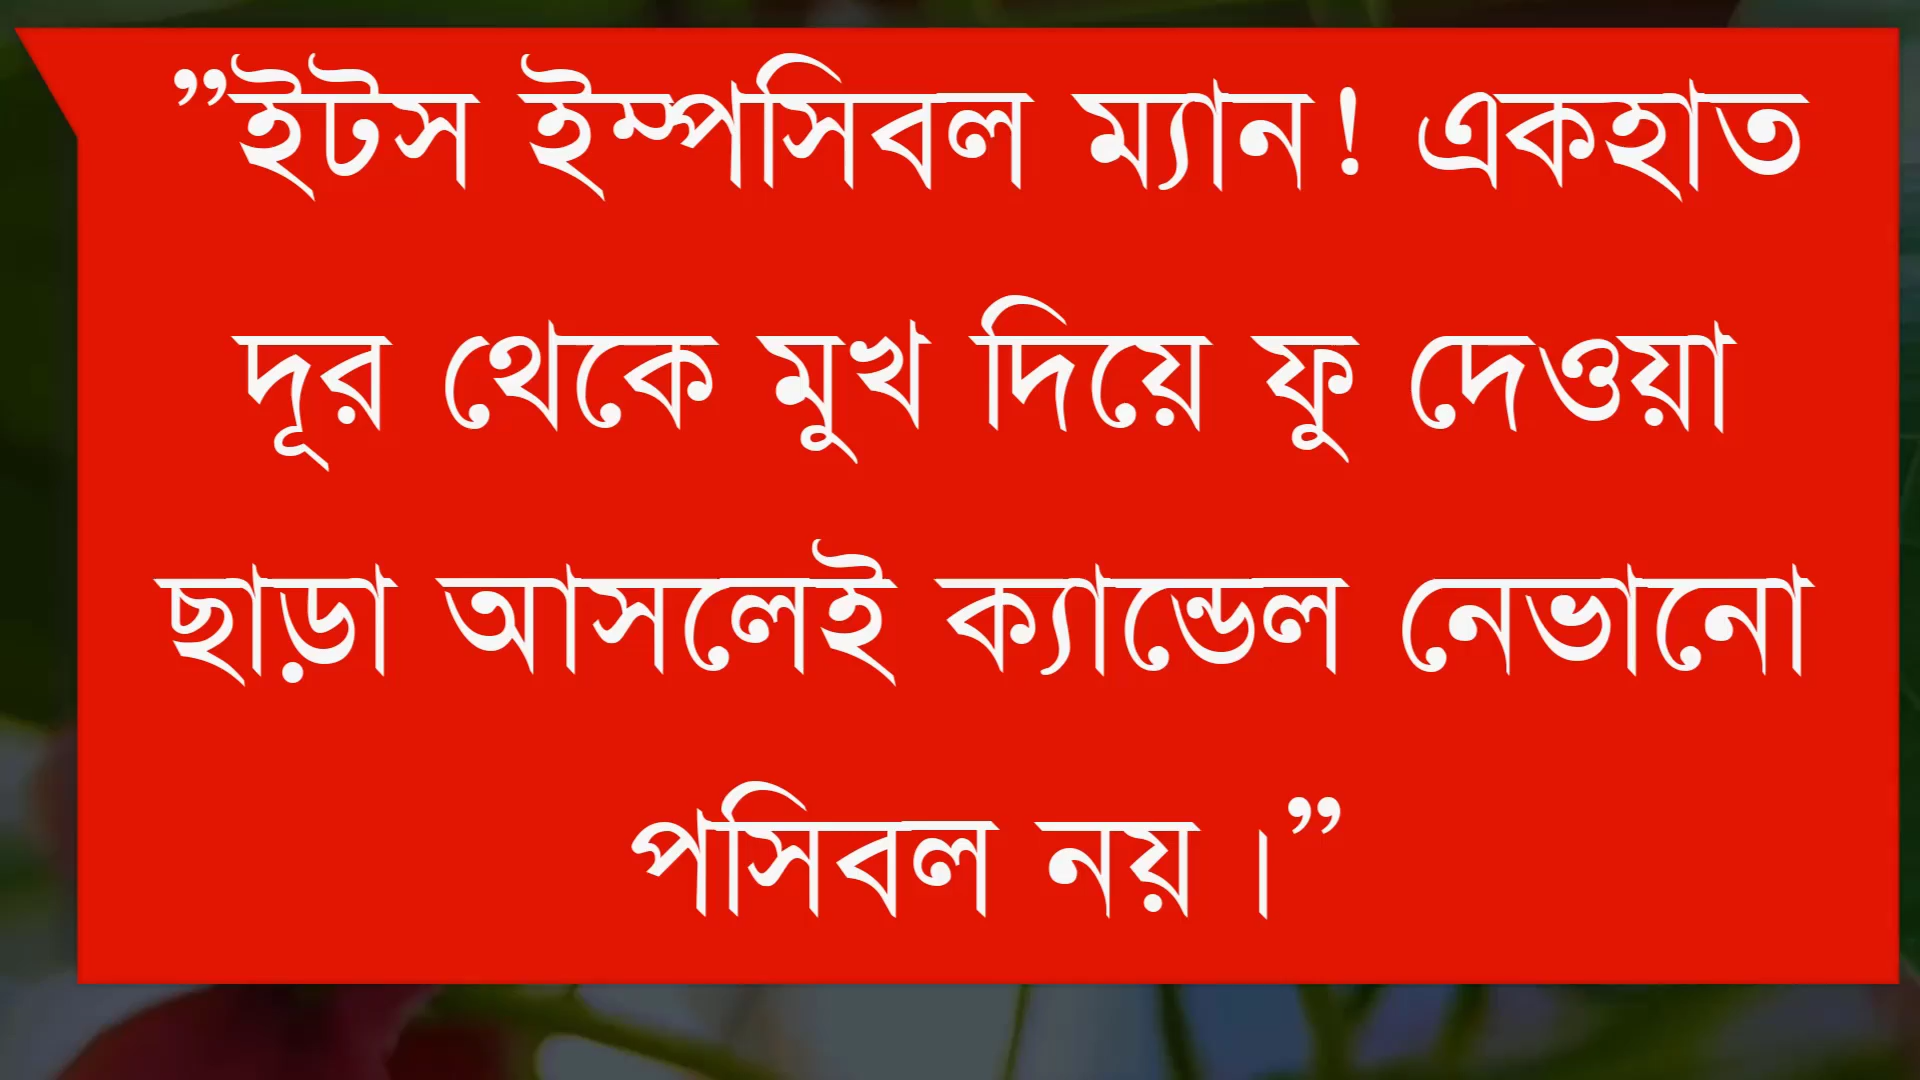 ”ইটস ইম্পসিবল ম্যান! একহাত
দূর থেকে মুখ দিয়ে ফু দেওয়া
ছাড়া আসলেই ক্যান্ডেল নেভানো
পসিবল নয়।”